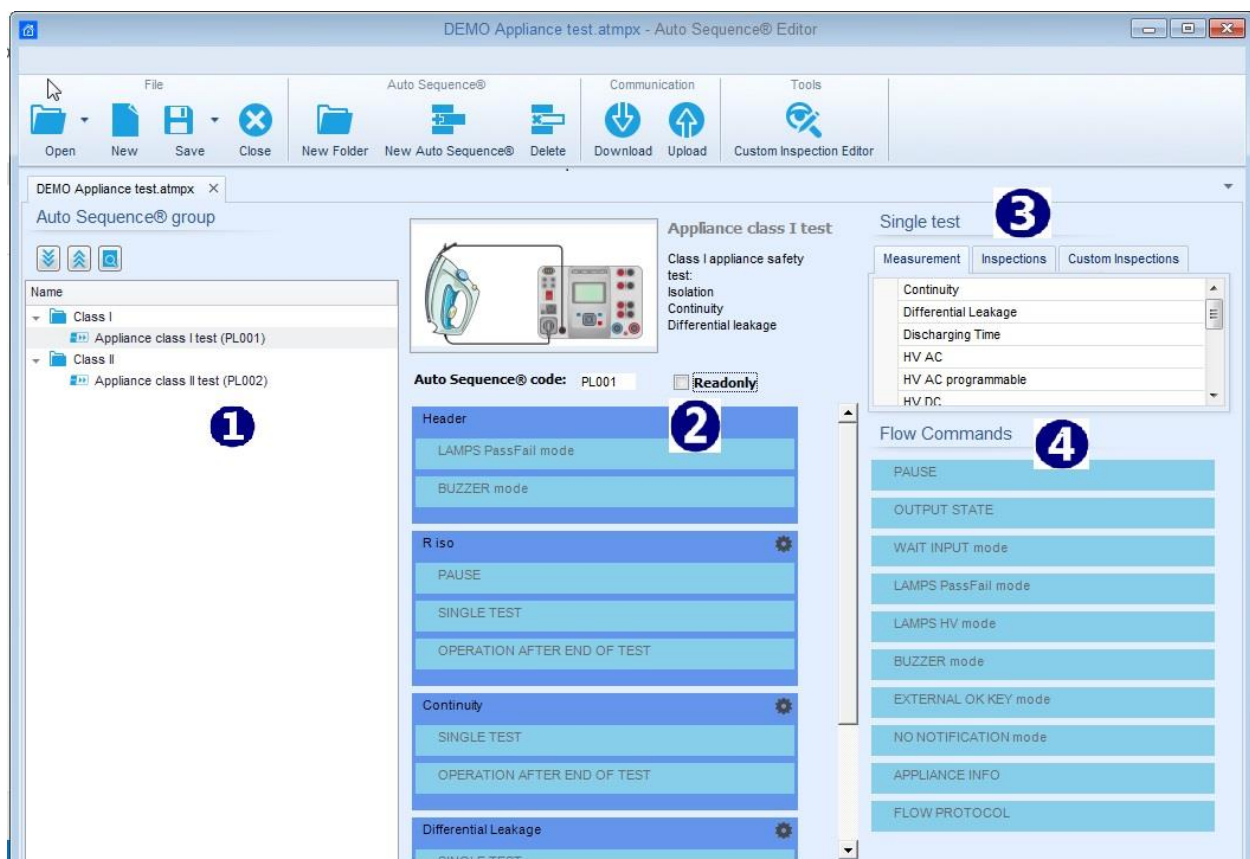 DEMO Appliance test.atmpx - Auto Sequence® Editor
File
Auto Sequence®
Communication
Tools
Open
New
Save
Close
New Folder
New Auto Sequence®
Delete
Download
Upload
Custom Inspection Editor
DEMO Appliance test.atmpx
Auto Sequence® group
Name
Class I
Appliance class I test (PL001)
Class II
Appliance class II test (PL002)
1
Appliance class I test
Class I appliance safety
test:
Isolation
Continuity
Differential leakage
Auto Sequence® code: PL001
Readonly
2
Header
LAMPS PassFail mode
BUZZER mode
R iso
PAUSE
SINGLE TEST
OPERATION AFTER END OF TEST
Continuity
SINGLE TEST
OPERATION AFTER END OF TEST
Differential Leakage
SINGLE TEST
Single test
3
Measurement
Inspections
Custom Inspections
Continuity
Differential Leakage
Discharging Time
HV AC
HV AC programmable
HV DC
Flow Commands
4
PAUSE
OUTPUT STATE
WAIT INPUT mode
LAMPS PassFail mode
LAMPS HV mode
BUZZER mode
EXTERNAL OK KEY mode
NO NOTIFICATION mode
APPLIANCE INFO
FLOW PROTOCOL